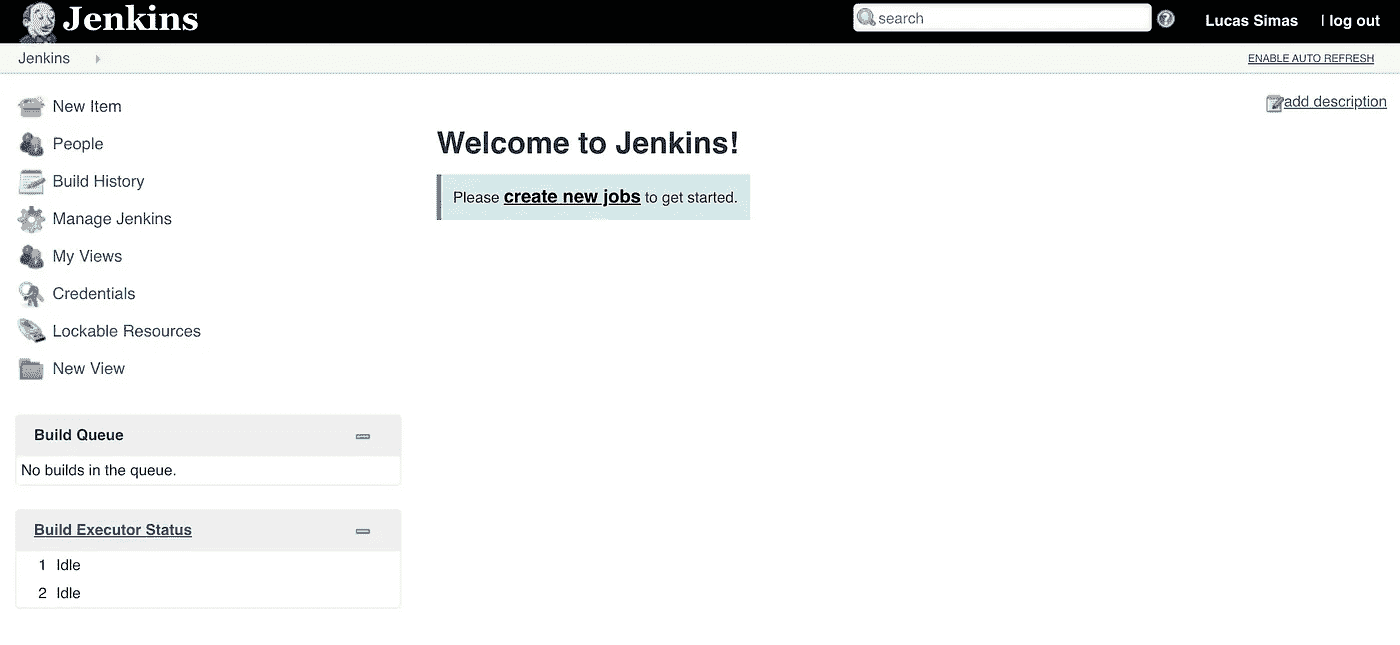 Jenkins
search
Lucas Simas
| log out
Jenkins
ENABLE AUTO REFRESH
New Item
People
Build History
Manage Jenkins
My Views
Credentials
Lockable Resources
New View
add description
Welcome to Jenkins!
Please create new jobs to get started.
Build Queue
No builds in the queue.
Build Executor Status
1 Idle
2 Idle